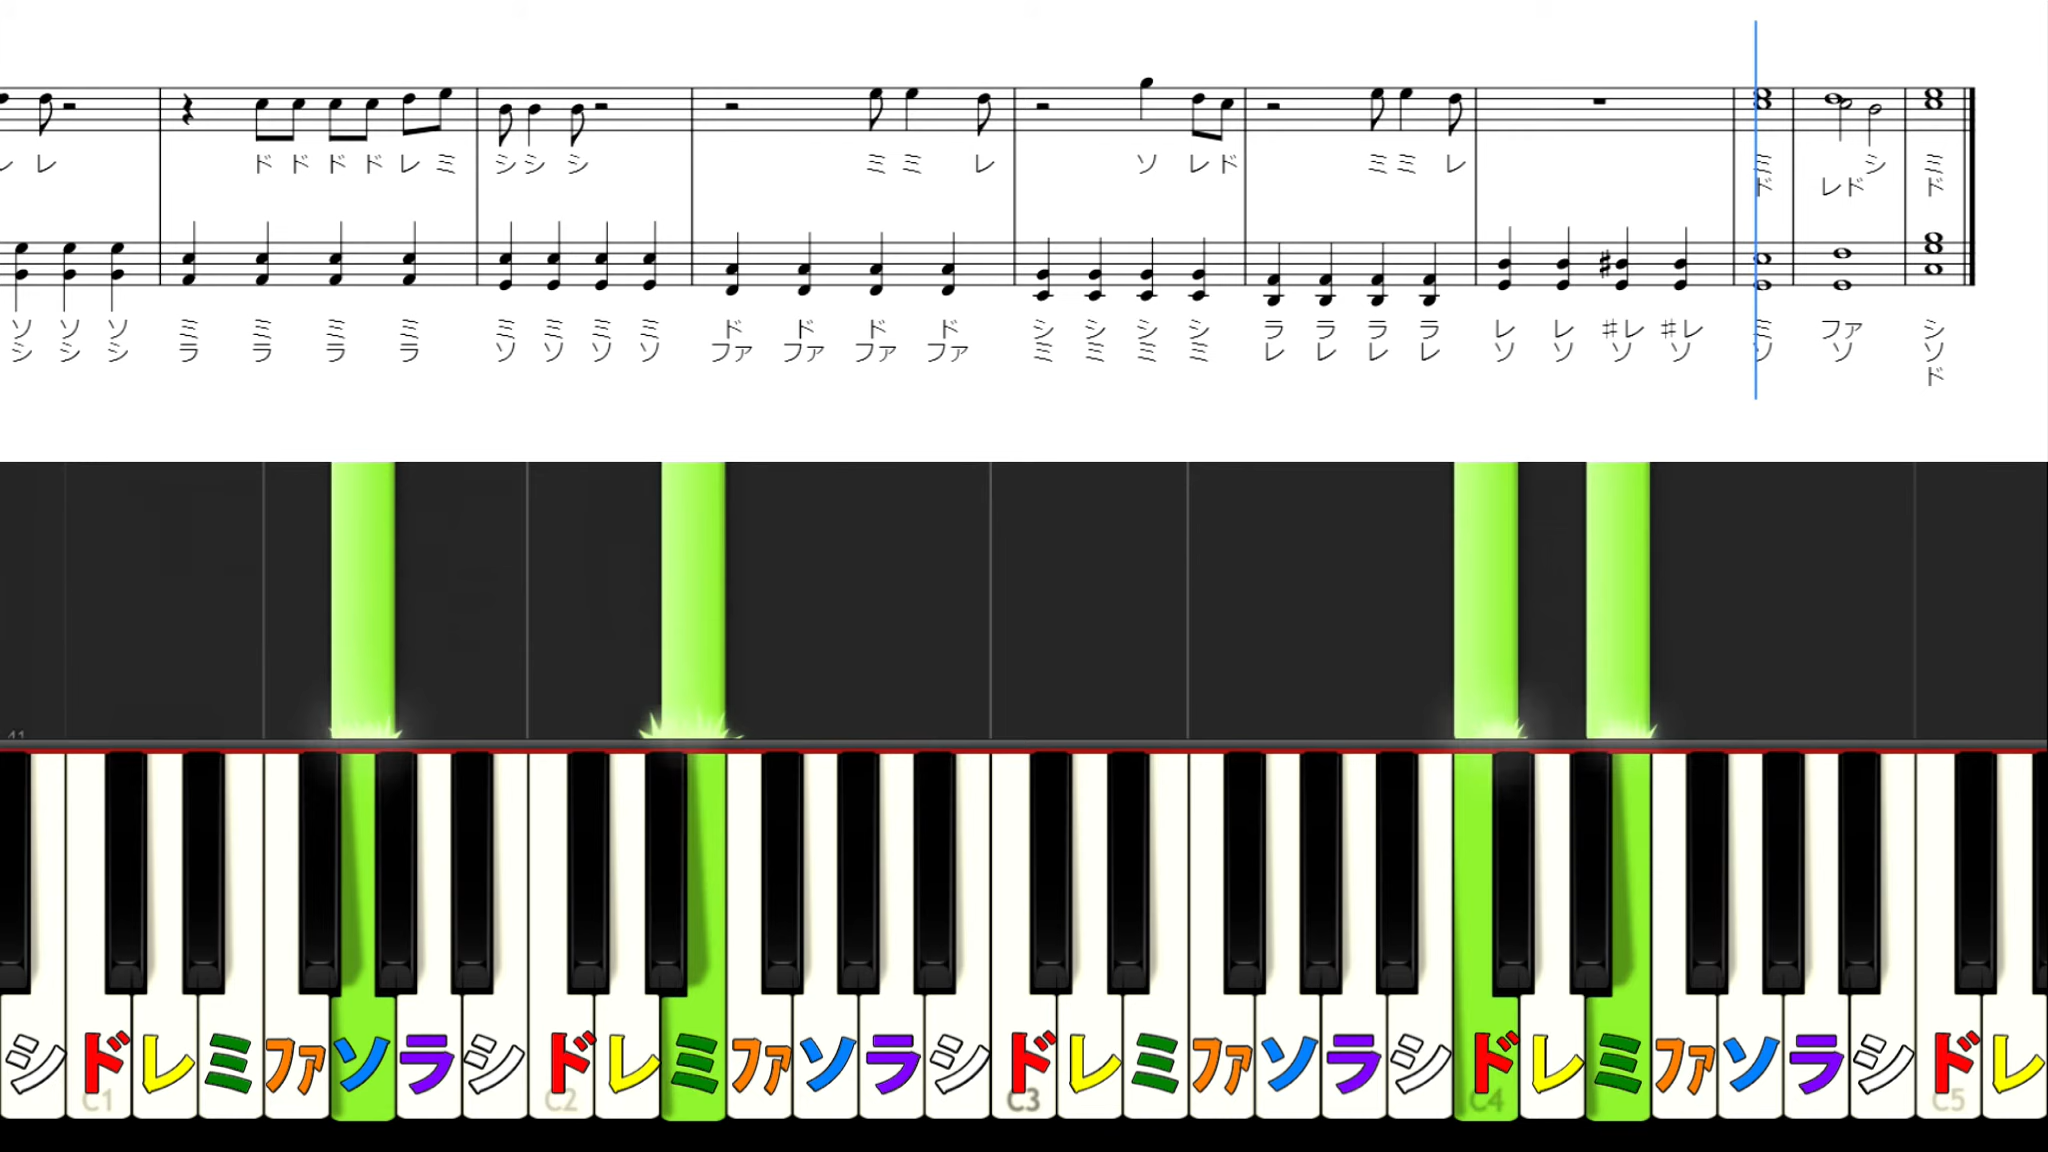 レ レ ド ド ド ド レ ミ シ シ シ ミ ミ レ ソ レ ド ミ ミ レ ミ シ ミ
ド レ ド ド
ソ ソ ソ ミ ミ ミ ミ ミ ミ ミ ミ ド ド ド ド シ シ シ シ ラ ラ ラ ラ レ レ #レ #レ ミ ファ シ
シ シ シ ラ ラ ラ ラ ソ ソ ソ ソ ファ ファ ファ ファ ミ ミ ミ ミ レ レ レ レ ソ ソ ソ ソ ソ ソ ソ
ド
41
シ ド レ ミ ファ ソ ラ シ ド レ ミ ファ ソ ラ シ ド レ ミ ファ ソ ラ シ ド レ ミ ファ ソ ラ シ ド レ
C1 C2 C3 C4 C5